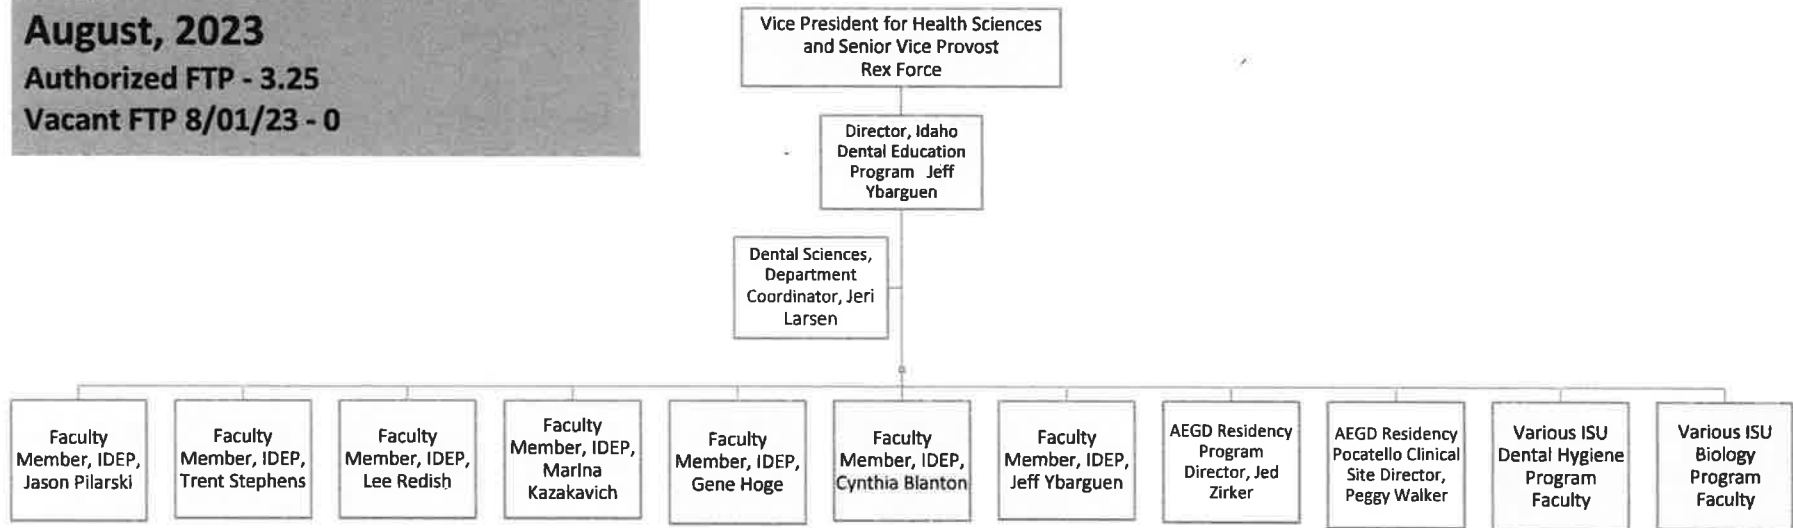 August, 2023
Authorized FTP - 3.25
Vacant FTP 8/01/23 - 0
Vice President for Health Sciences
and Senior Vice Provost
Rex Force
Director, Idaho
Dental Education
Program Jeff
Ybarguen
Dental Sciences,
Department
Coordinator, Jeri
Larsen
Faculty
Member, IDEP,
Jason Pilarski
Faculty
Member, IDEP,
Trent Stephens
Faculty
Member, IDEP,
Lee Redish
Faculty
Member, IDEP,
Marina
Kazakavich
Faculty
Member, IDEP,
Gene Hoge
Faculty
Member, IDEP,
Cynthia Blanton
Faculty
Member, IDEP,
Jeff Ybarguen
AEGD Residency
Program
Director, Jed
Zirker
AEGD Residency
Pocatello Clinical
Site Director,
Peggy Walker
Various ISU
Dental Hygiene
Program
Faculty
Various ISU
Biology
Program
Faculty